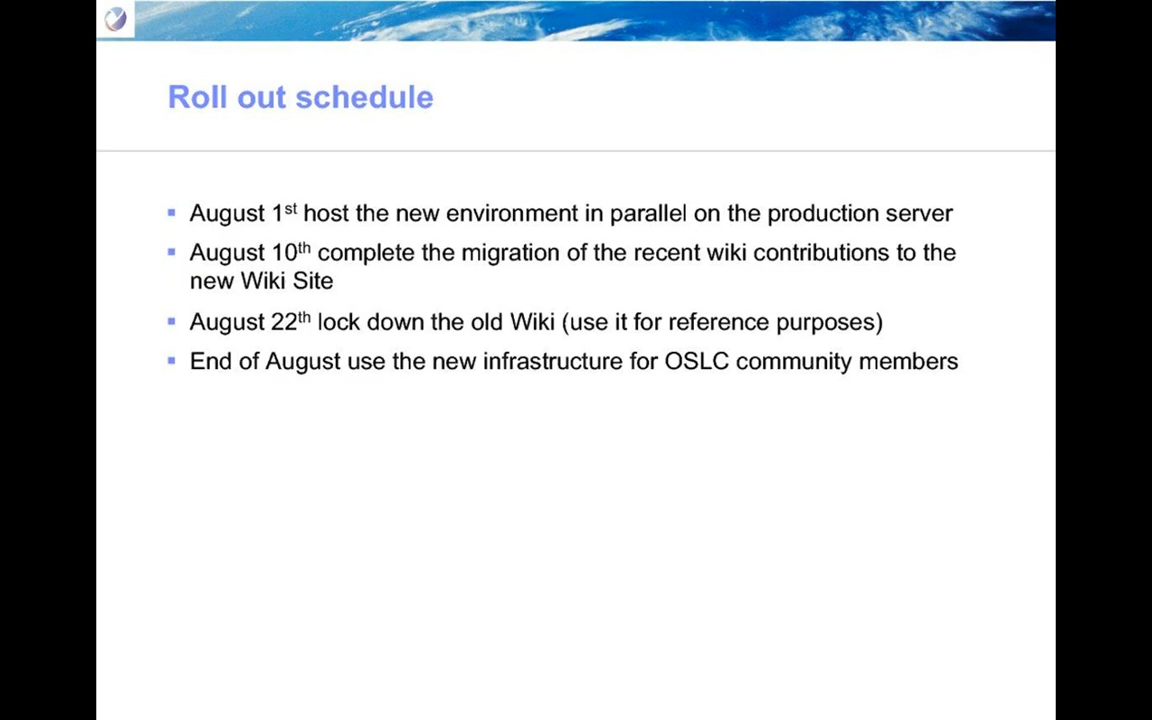 Roll out schedule
August 1st host the new environment in parallel on the production server
August 10th complete the migration of the recent wiki contributions to the
new Wiki Site
August 22th lock down the old Wiki (use it for reference purposes)
End of August use the new infrastructure for OSLC community members